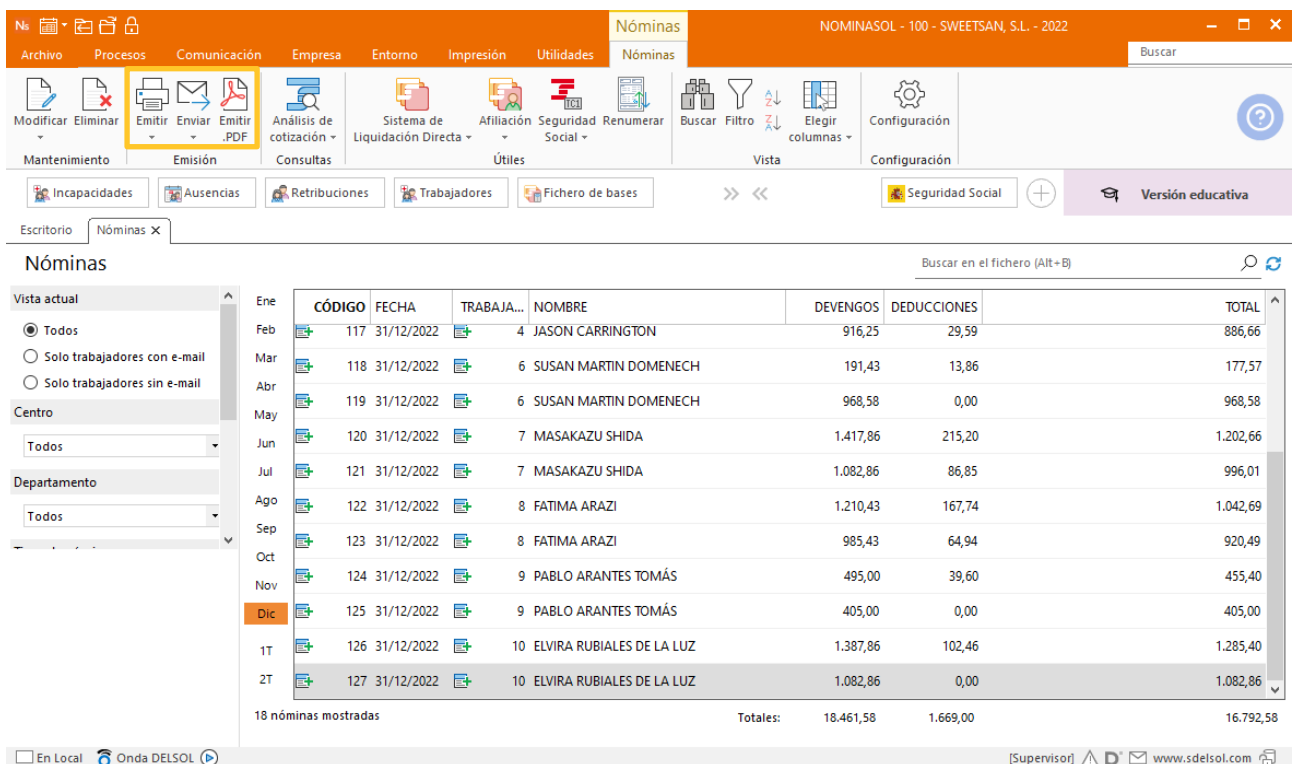 Ns Nóminas NOMINASOL - 100 - SWEETSAN, S.L. - 2022
Archivo Procesos Comunicación Empresa Entorno Impresión Utilidades Nóminas Buscar
Modificar Eliminar Emitir Enviar Emitir .PDF Análisis de cotización Sistema de Liquidación Directa Afiliación TC1 Seguridad Social Renumerar Buscar Filtro Elegir columnas Configuración
Mantenimiento Emisión Consultas Útiles Vista Configuración
Incapacidades Ausencias Retribuciones Trabajadores Fichero de bases Seguridad Social Versión educativa
Escritorio Nóminas X
Nóminas Buscar en el fichero (Alt+B)
Vista actual
Todos
Solo trabajadores con e-mail
Solo trabajadores sin e-mail
Centro
Todos
Departamento
Todos
Ene
Feb
Mar
Abr
May
Jun
Jul
Ago
Sep
Oct
Nov
Dic
1T
2T
CÓDIGO FECHA TRABAJA... NOMBRE DEVENGOS DEDUCCIONES TOTAL
117 31/12/2022 4 JASON CARRINGTON 916,25 29,59 886,66
118 31/12/2022 6 SUSAN MARTIN DOMENECH 191,43 13,86 177,57
119 31/12/2022 6 SUSAN MARTIN DOMENECH 968,58 0,00 968,58
120 31/12/2022 7 MASAKAZU SHIDA 1.417,86 215,20 1.202,66
121 31/12/2022 7 MASAKAZU SHIDA 1.082,86 86,85 996,01
122 31/12/2022 8 FATIMA ARAZI 1.210,43 167,74 1.042,69
123 31/12/2022 8 FATIMA ARAZI 985,43 64,94 920,49
124 31/12/2022 9 PABLO ARANTES TOMÁS 495,00 39,60 455,40
125 31/12/2022 9 PABLO ARANTES TOMÁS 405,00 0,00 405,00
126 31/12/2022 10 ELVIRA RUBIALES DE LA LUZ 1.387,86 102,46 1.285,40
127 31/12/2022 10 ELVIRA RUBIALES DE LA LUZ 1.082,86 0,00 1.082,86
18 nóminas mostradas Totales: 18.461,58 1.669,00 16.792,58
En Local Onda DELSOL [Supervisor] D www.sdelsol.com